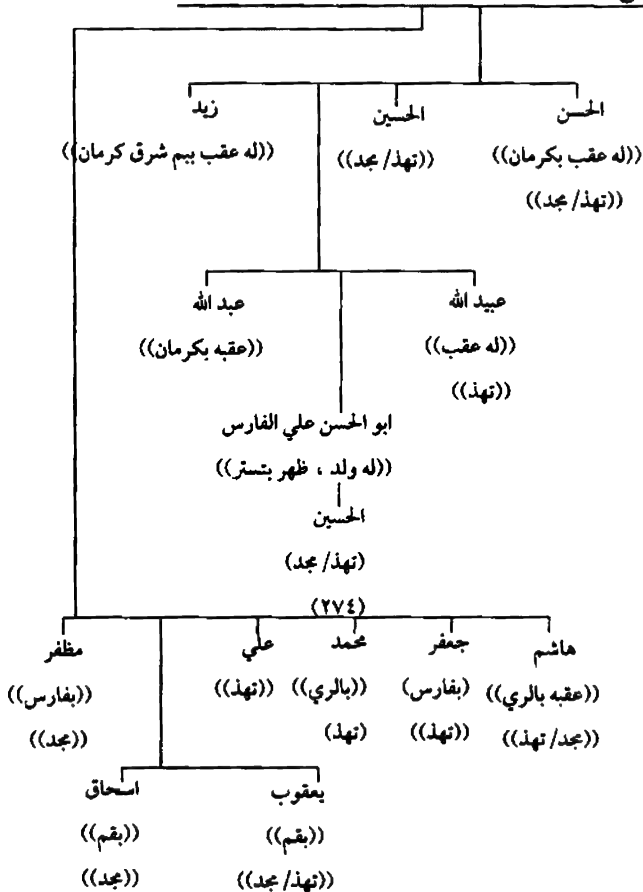 الحسن
((له عقب بكرمان))
((تهذ/ مجد))
الحسين
((تهذ/ مجد))
زيد
((له عقب ببم شرق كرمان))
عبيد الله
((له عقب))
((تهذ))
عبد الله
((عقبه بكرمان))
ابو الحسن علي الفارس
((له ولد ، ظهر بتستر))
الحسين
(تهذ/ مجد)
(٢٧٤)
هاشم
((عقبه بالري))
((مجد/ تهذ))
جعفر
(بفارس)
((تهذ))
محمد
((بالري))
(تهذ)
علي
((تهذ))
مظفر
((بفارس))
((مجد))
يعقوب
((بقم))
((تهذ/ مجد))
اسحاق
((بقم))
((مجد))